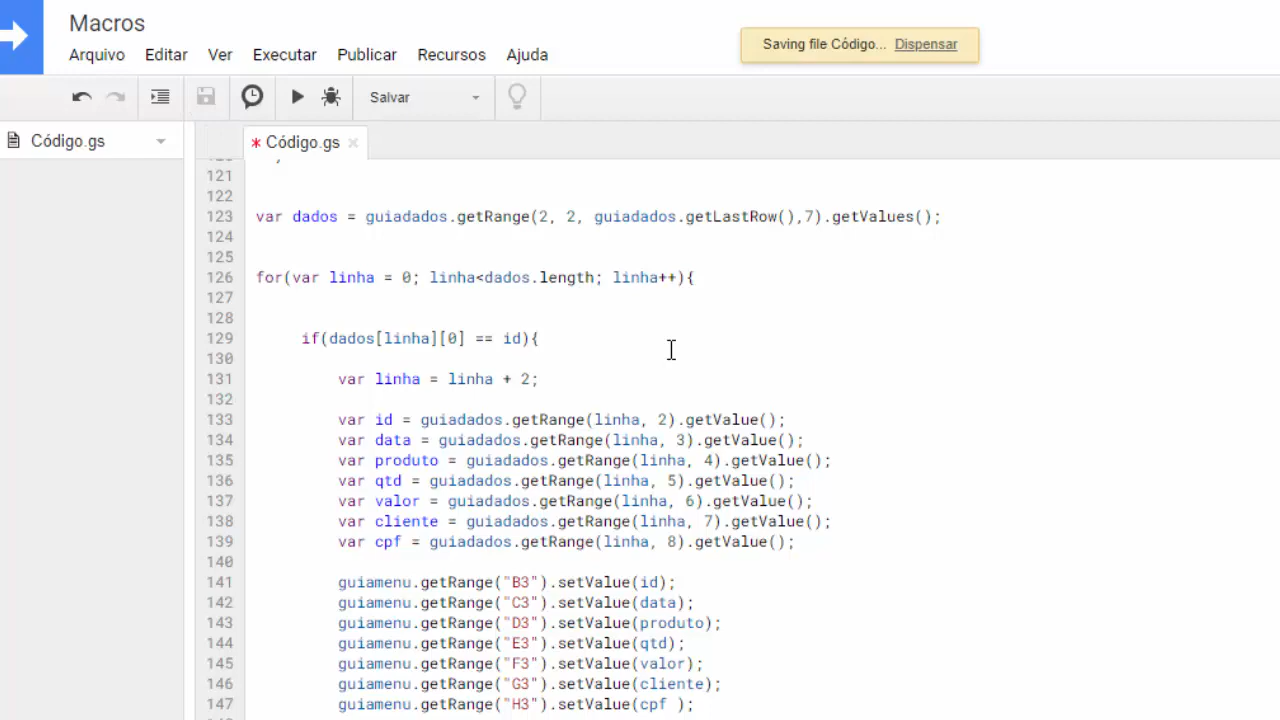 Macros
Saving file Código... Dispensar
Arquivo Editar Ver Executar Publicar Recursos Ajuda
Salvar
Código.gs
* Código.gs ×
121
122
123 var dados = guiadados.getRange(2, 2, guiadados.getLastRow(),7).getValues();
124
125
126 for(var linha = 0; linha<dados.length; linha++){
127
128
129 if(dados[linha][0] == id){
130
131 var linha = linha + 2;
132
133 var id = guiadados.getRange(linha, 2).getValue();
134 var data = guiadados.getRange(linha, 3).getValue();
135 var produto = guiadados.getRange(linha, 4).getValue();
136 var qtd = guiadados.getRange(linha, 5).getValue();
137 var valor = guiadados.getRange(linha, 6).getValue();
138 var cliente = guiadados.getRange(linha, 7).getValue();
139 var cpf = guiadados.getRange(linha, 8).getValue();
140
141 guiamenu.getRange("B3").setValue(id);
142 guiamenu.getRange("C3").setValue(data);
143 guiamenu.getRange("D3").setValue(produto);
144 guiamenu.getRange("E3").setValue(qtd);
145 guiamenu.getRange("F3").setValue(valor);
146 guiamenu.getRange("G3").setValue(cliente);
147 guiamenu.getRange("H3").setValue(cpf );